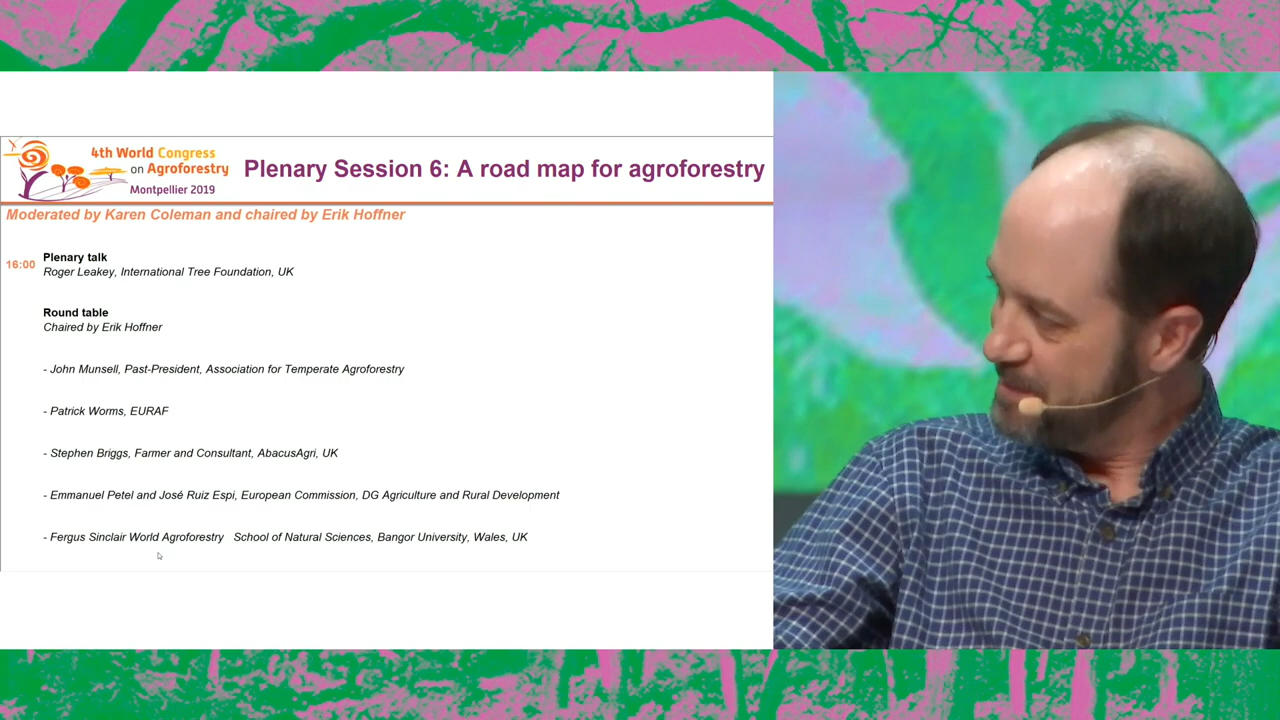 4th World Congress
on Agroforestry
Montpellier 2019
Plenary Session 6: A road map for agroforestry
Moderated by Karen Coleman and chaired by Erik Hoffner
16:00
Plenary talk
Roger Leakey, International Tree Foundation, UK
Round table
Chaired by Erik Hoffner
- John Munsell, Past-President, Association for Temperate Agroforestry
- Patrick Worms, EURAF
- Stephen Briggs, Farmer and Consultant, AbacusAgri, UK
- Emmanuel Petel and José Ruiz Espi, European Commission, DG Agriculture and Rural Development
- Fergus Sinclair World Agroforestry School of Natural Sciences, Bangor University, Wales, UK